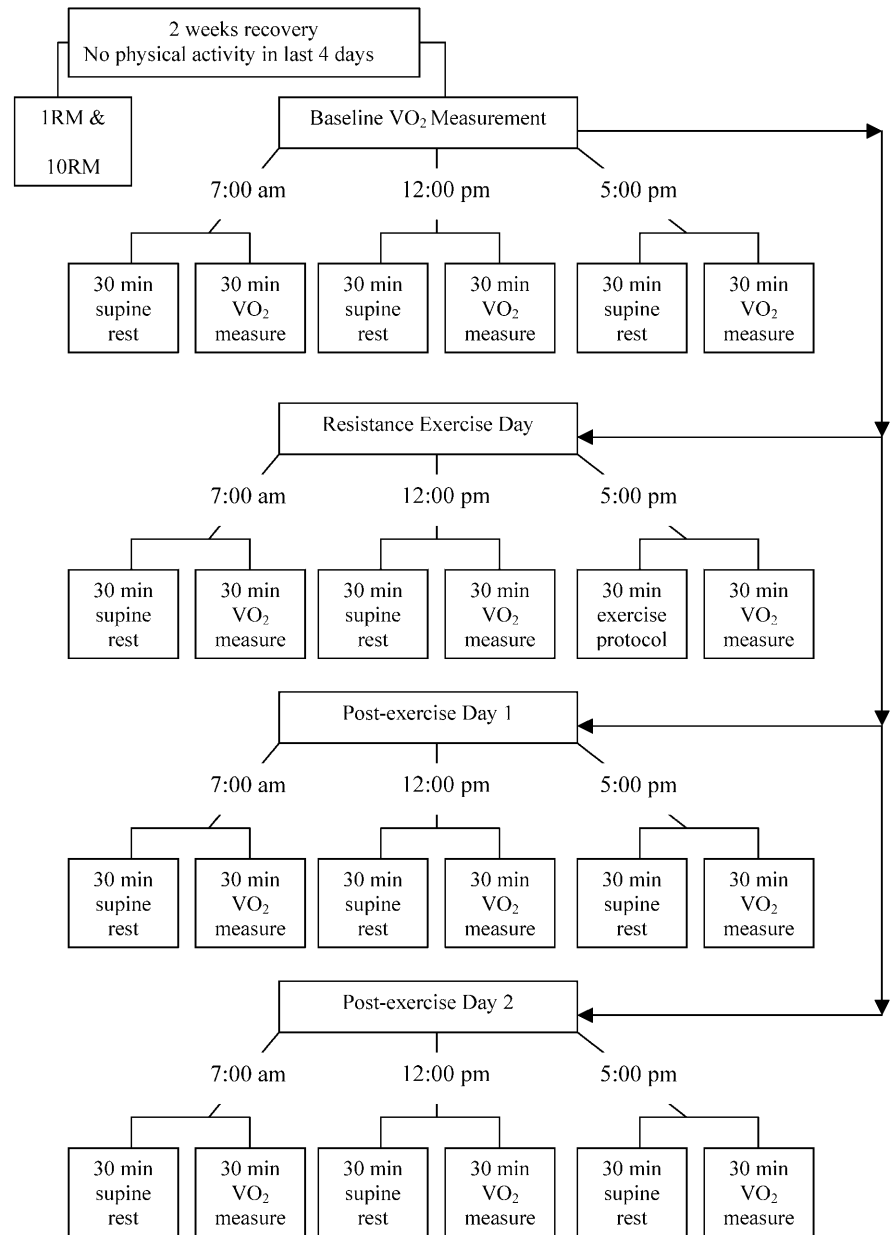 2 weeks recovery
No physical activity in last 4 days
1RM &
10RM
Baseline VO₂ Measurement
7:00 am
12:00 pm
5:00 pm
30 min
supine
rest
30 min
VO₂
measure
30 min
supine
rest
30 min
VO₂
measure
30 min
supine
rest
30 min
VO₂
measure
Resistance Exercise Day
7:00 am
12:00 pm
5:00 pm
30 min
supine
rest
30 min
VO₂
measure
30 min
supine
rest
30 min
VO₂
measure
30 min
exercise
protocol
30 min
VO₂
measure
Post-exercise Day 1
7:00 am
12:00 pm
5:00 pm
30 min
supine
rest
30 min
VO₂
measure
30 min
supine
rest
30 min
VO₂
measure
30 min
supine
rest
30 min
VO₂
measure
Post-exercise Day 2
7:00 am
12:00 pm
5:00 pm
30 min
supine
rest
30 min
VO₂
measure
30 min
supine
rest
30 min
VO₂
measure
30 min
supine
rest
30 min
VO₂
measure